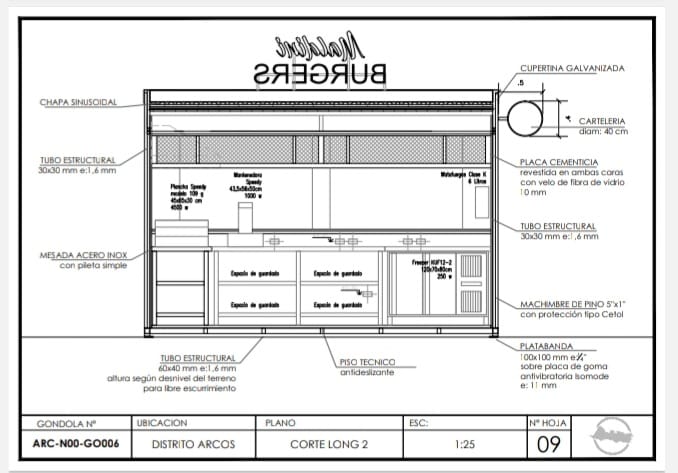 Maldini
BURGERS
CUPERTINA GALVANIZADA
.5
CHAPA SINUSOIDAL
.4
CARTELERIA
diam: 40 cm
TUBO ESTRUCTURAL
30x30 mm e:1,6 mm
Plancha Speedy
modelo 109 g
45x65x30 cm
4500 w
Mantenedora
Speedy
43,5x56x50cm
1000 w
Matafuegos Clase K
6 Litros
PLACA CEMENTICIA
revestida en ambas caras
con velo de fibra de vidrio
10 mm
TUBO ESTRUCTURAL
30x30 mm e:1,6 mm
MESADA ACERO INOX
con pileta simple
Espacio de guardado
Espacio de guardado
Freezer KUF12-2
120x70x80cm
250 w
Espacio de guardado
Espacio de guardado
MACHIMBRE DE PINO 5"x1"
con protección tipo Cetol
PLATABANDA
100x100 mm
sobre placa de goma
antivibratoria Isomode
e: 11 mm
TUBO ESTRUCTURAL
60x40 mm e:1,6 mm
altura según desnivel del terreno
para libre escurrimiento
PISO TECNICO
antideslizante
GONDOLA Nº
UBICACION
PLANO
ESC:
Nº HOJA
ARC-N00-GO006
DISTRITO ARCOS
CORTE LONG 2
1:25
09